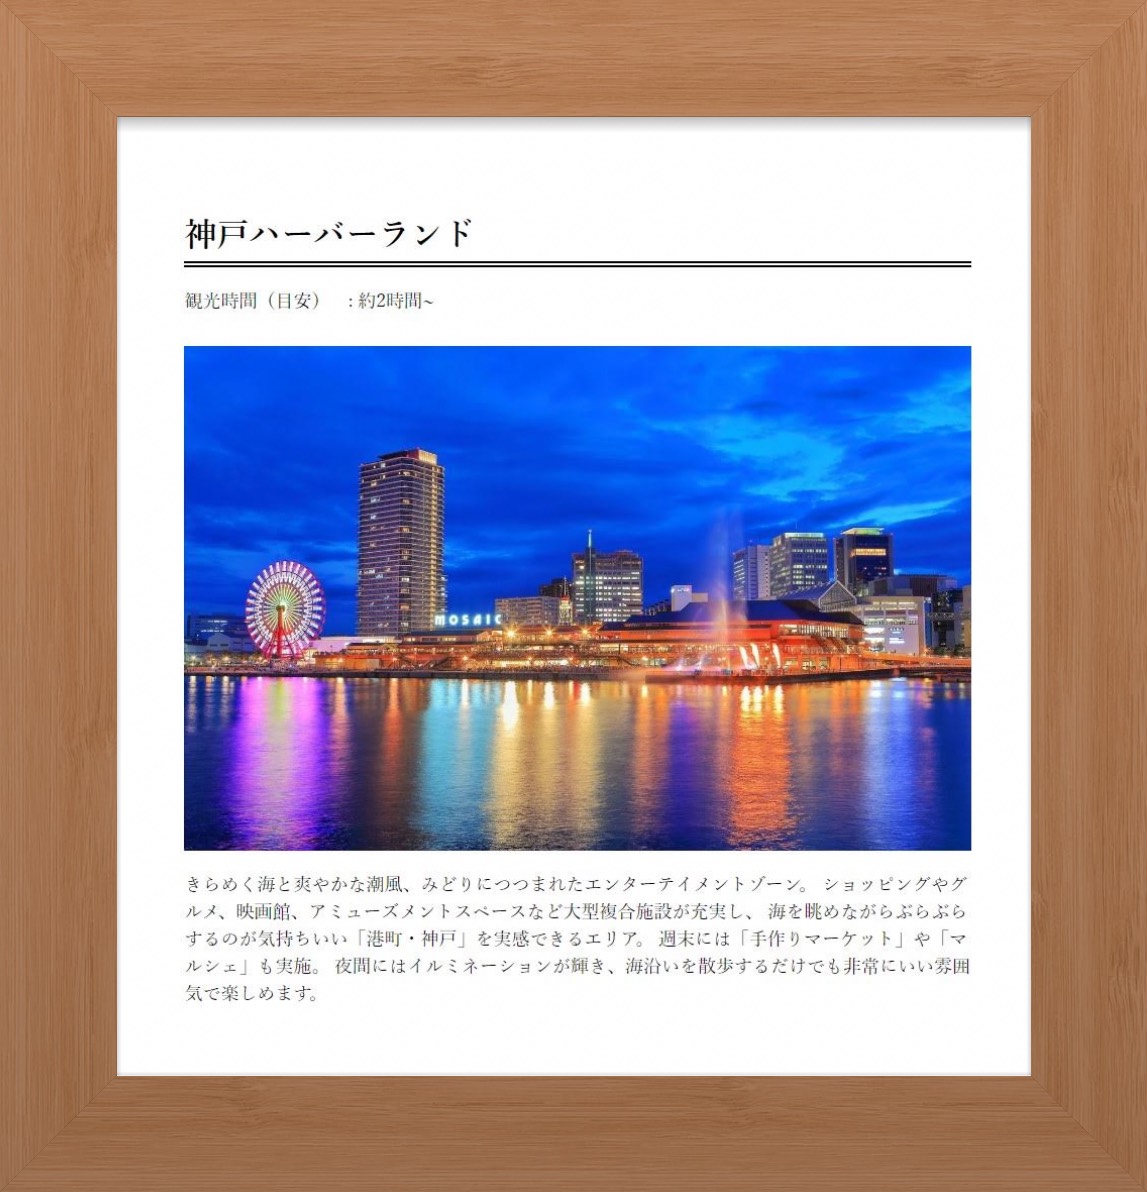 神戸ハーバーランド
観光時間（目安）　: 約2時間~
MOSAIC
きらめく海と爽やかな潮風、みどりにつつまれたエンターテイメントゾーン。 ショッピングやグ
ルメ、映画館、アミューズメントスペースなど大型複合施設が充実し、 海を眺めながらぶらぶら
するのが気持ちいい「港町・神戸」を実感できるエリア。 週末には「手作りマーケット」や「マ
ルシェ」も実施。 夜間にはイルミネーションが輝き、海沿いを散歩するだけでも非常にいい雰囲
気で楽しめます。